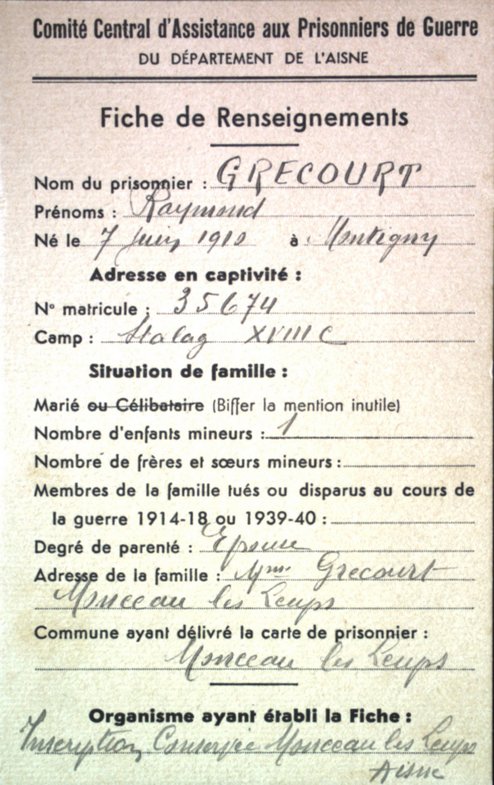 Comité Central d'Assistance aux Prisonniers de Guerre
DU DÉPARTEMENT DE L'AISNE
Fiche de Renseignements
Nom du prisonnier : GRECOURT
Prénoms : Raymond
Né le 7 Juin 1910 à Montigny
Adresse en captivité :
N° matricule : 35674
Camp : Stalag XVIII C
Situation de famille :
Marié ou Célibataire (Biffer la mention inutile)
Nombre d'enfants mineurs : 1
Nombre de frères et sœurs mineurs :
Membres de la famille tués ou disparus au cours de
la guerre 1914-18 ou 1939-40 :
Degré de parenté : Epouse
Adresse de la famille : Mme Grecourt
Monceau les Leups
Commune ayant délivré la carte de prisonnier :
Monceau les Leups
Organisme ayant établi la Fiche :
Inscription Monceau les Leups
Aisne